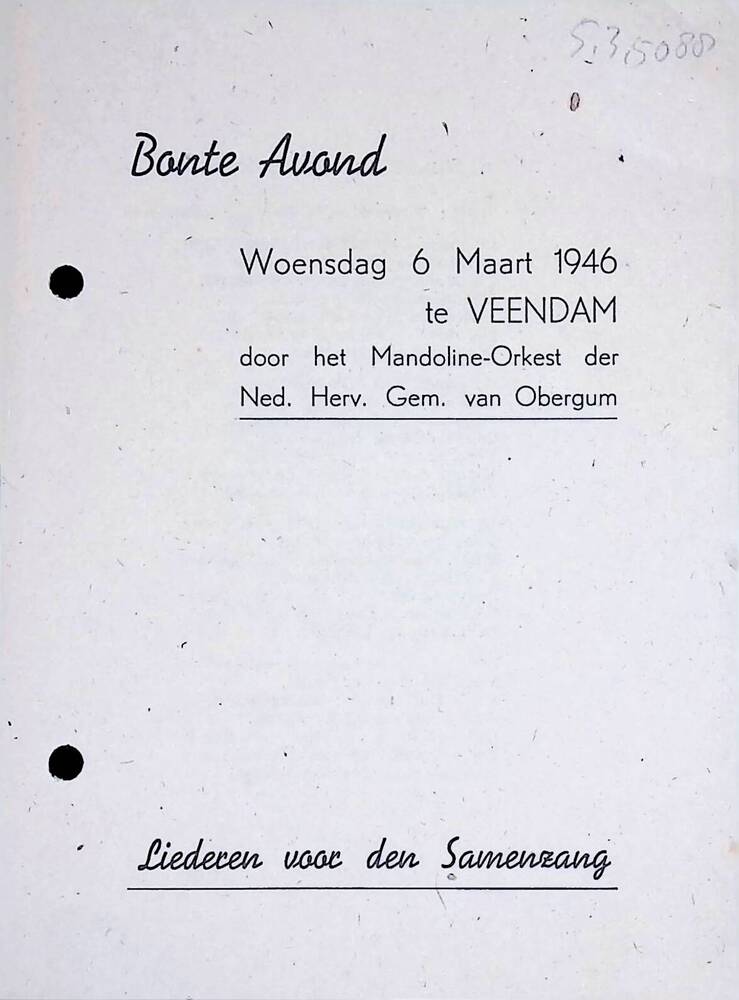 5,3,5088
Bonte Avond
Woensdag 6 Maart 1946
te VEENDAM
door het Mandoline-Orkest der
Ned. Herv. Gem. van Obergum
Liederen voor den Samenzang